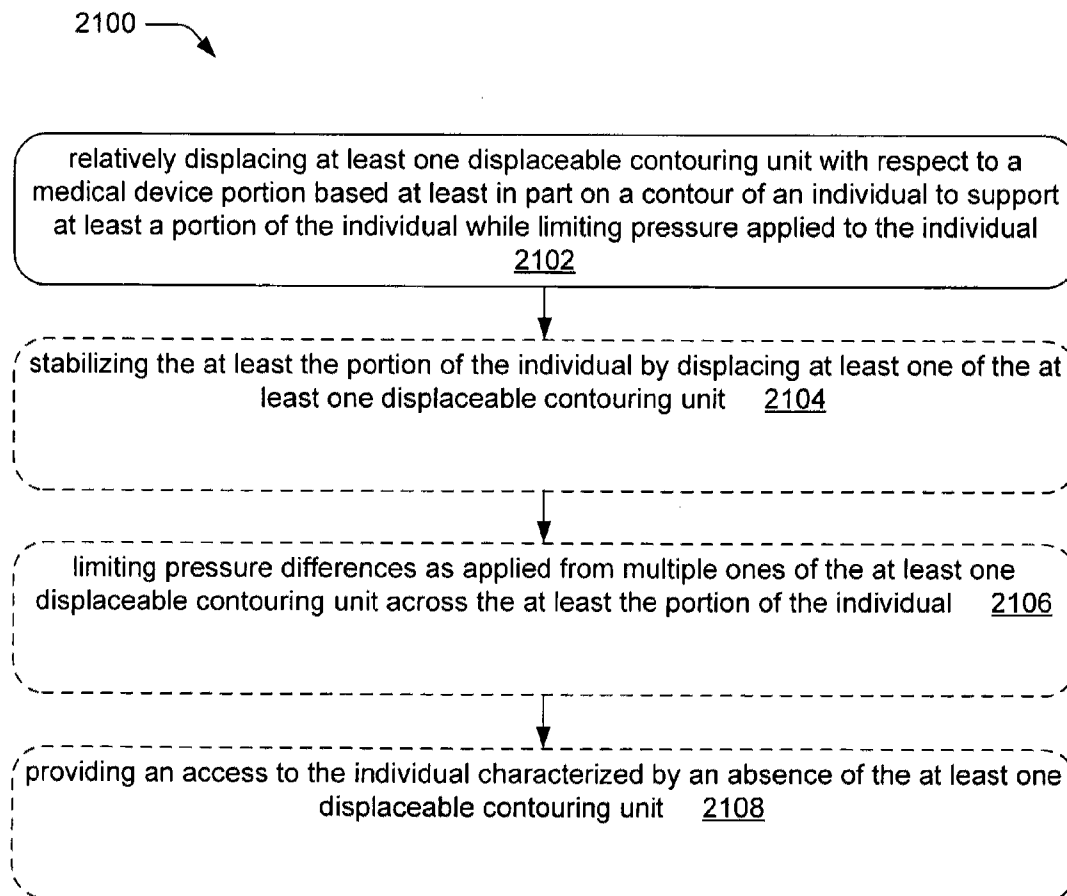 2100
relatively displacing at least one displaceable contouring unit with respect to a
medical device portion based at least in part on a contour of an individual to support
at least a portion of the individual while limiting pressure applied to the individual
2102
stabilizing the at least the portion of the individual by displacing at least one of the at
least one displaceable contouring unit 2104
limiting pressure differences as applied from multiple ones of the at least one
displaceable contouring unit across the at least the portion of the individual 2106
providing an access to the individual characterized by an absence of the at least one
displaceable contouring unit 2108